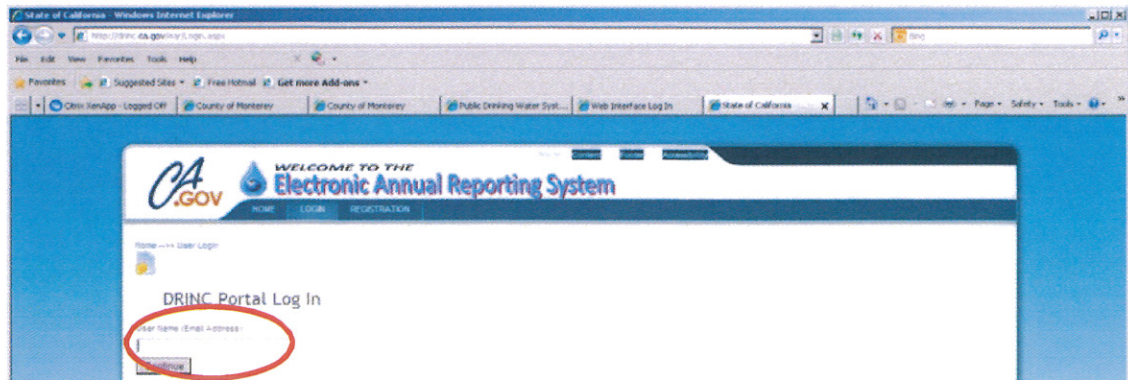 State of California - Windows Internet Explorer
File Edit View Favorites Tools Help
Favorites Suggested Sites Free Hotmail Get more Add-ons
Citrix XenApp - Logged Off County of Monterey County of Monterey Public Drinking Water Syst... Web Interface Log In State of California X Page Safety Tools
Home Contact Footer Accessibility
CA.GOV
WELCOME TO THE
Electronic Annual Reporting System
HOME LOGIN REGISTRATION
Home -->> User Login
DRINC Portal Log In
User Name (Email Address)
Continue